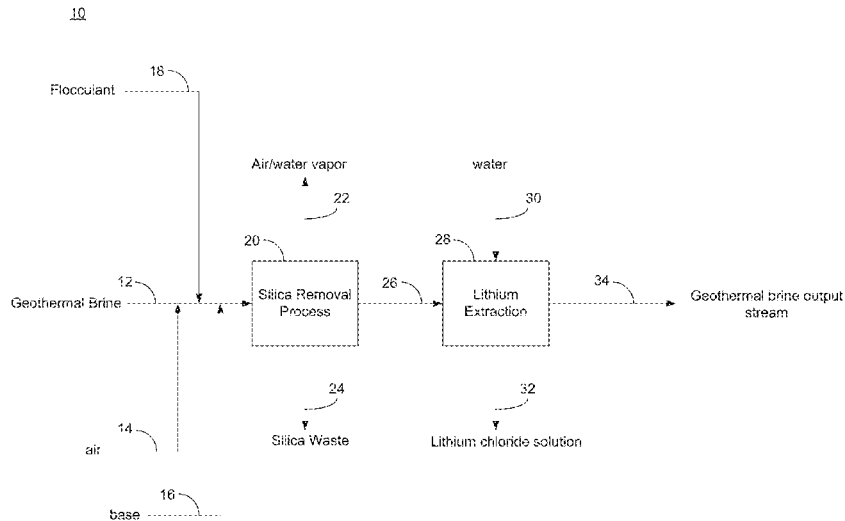 10
18
Flocculant
Air/water vapor
water
22
30
20
28
12
26
34
Geothermal Brine
Silica Removal
Process
Lithium
Extraction
Geothermal brine output
stream
24
32
14
Silica Waste
Lithium chloride solution
air
16
base